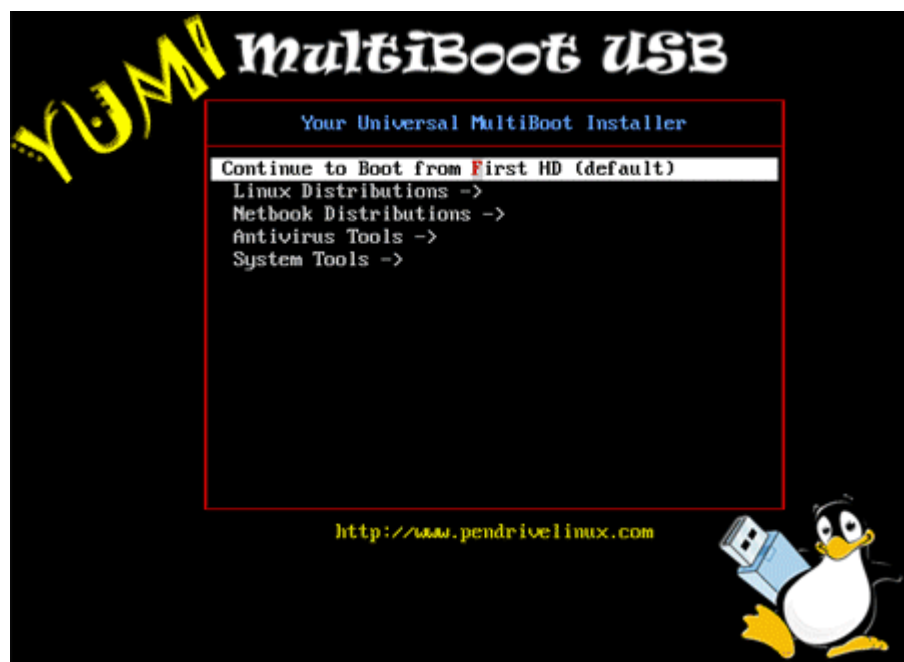 YUMI MultiBoot USB
Your Universal MultiBoot Installer
Continue to Boot from First HD (default)
Linux Distributions ->
Netbook Distributions ->
Antivirus Tools ->
System Tools ->
http://www.pendrivelinux.com